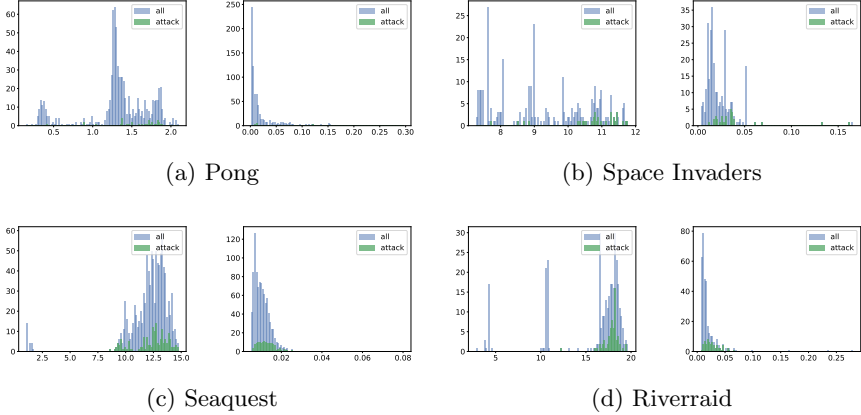 60 50 40 30 20 10 0
0.5 1.0 1.5 2.0
all
attack
250 200 150 100 50 0
0.00 0.05 0.10 0.15 0.20 0.25 0.30
all
attack
25 20 15 10 5 0
7 8 9 10 11 12
all
attack
35 30 25 20 15 10 5 0
0.00 0.05 0.10 0.15
all
attack
(a) Pong
(b) Space Invaders
60 50 40 30 20 10 0
2.5 5.0 7.5 10.0 12.5 15.0
all
attack
120 100 80 60 40 20 0
0.02 0.04 0.06 0.08
all
attack
30 25 20 15 10 5 0
5 10 15 20
all
attack
80 60 40 20 0
0.00 0.05 0.10 0.15 0.20 0.25
all
attack
(c) Seaquest
(d) Riverraid